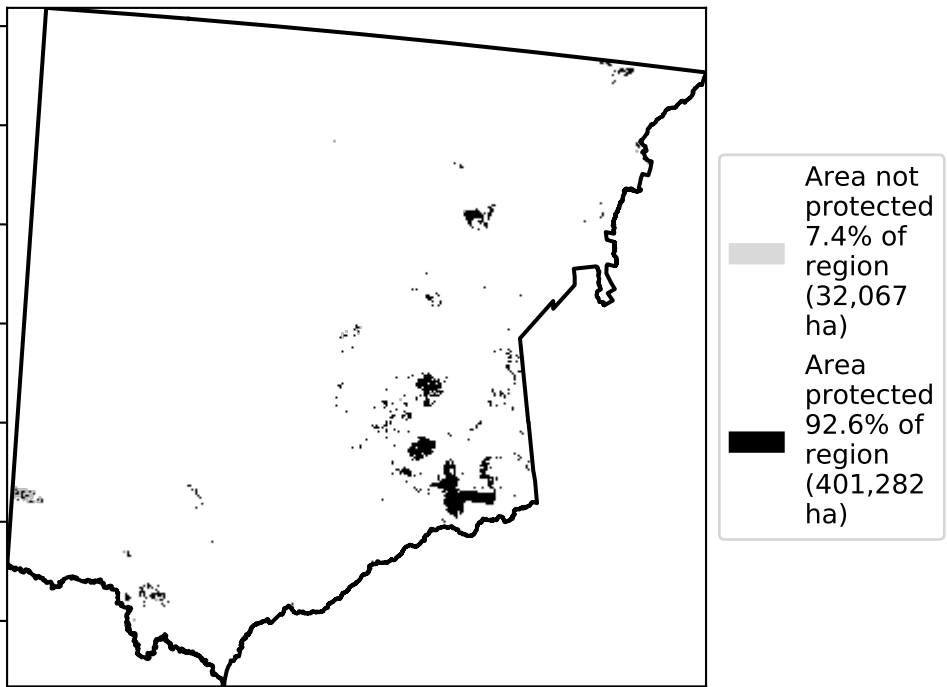 Area not
protected
7.4% of
region
(32,067
ha)
Area
protected
92.6% of
region
(401,282
ha)